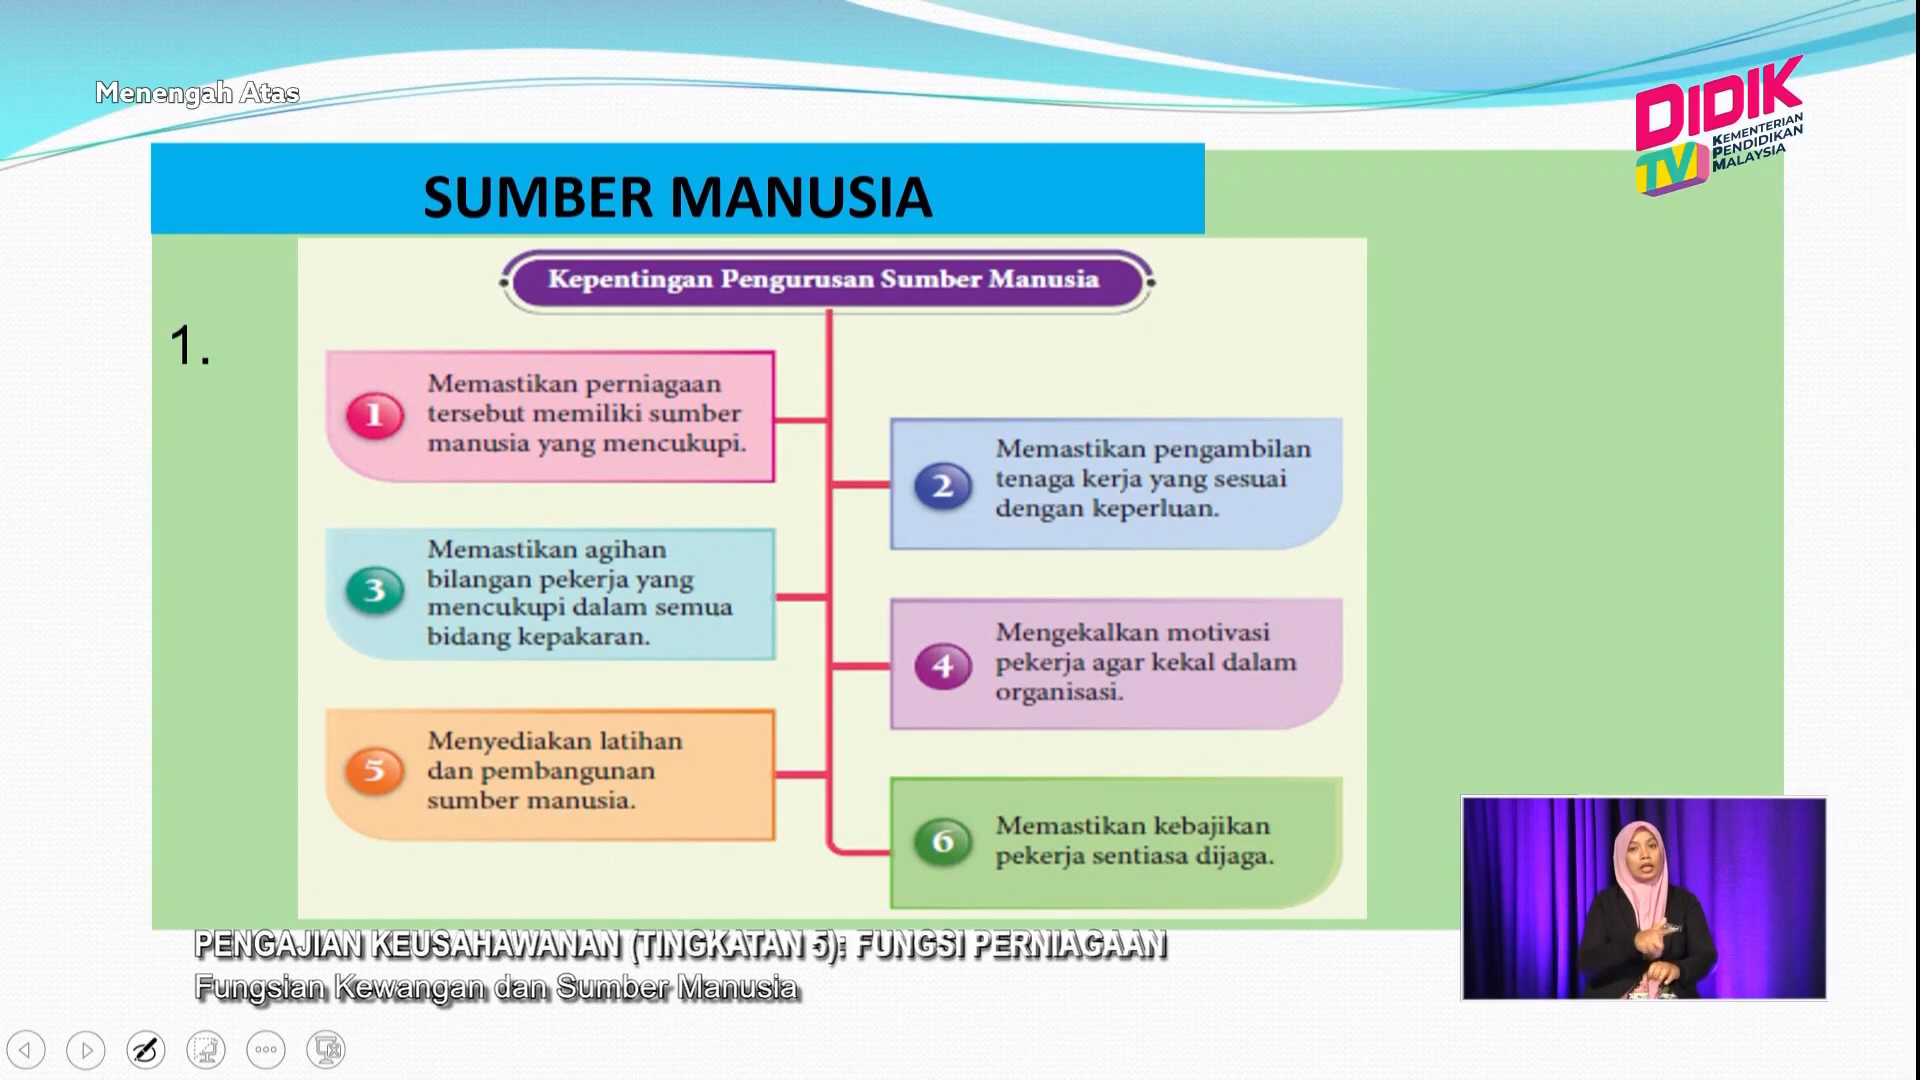 Menengah Atas
DIDIK
TV
KEMENTERIAN
PENDIDIKAN
MALAYSIA
SUMBER MANUSIA
Kepentingan Pengurusan Sumber Manusia
1.
1
Memastikan perniagaan
tersebut memiliki sumber
manusia yang mencukupi.
2
Memastikan pengambilan
tenaga kerja yang sesuai
dengan keperluan.
3
Memastikan agihan
bilangan pekerja yang
mencukupi dalam semua
bidang kepakaran.
4
Mengekalkan motivasi
pekerja agar kekal dalam
organisasi.
5
Menyediakan latihan
dan pembangunan
sumber manusia.
6
Memastikan kebajikan
pekerja sentiasa dijaga.
PENGAJIAN KEUSAHAWANAN (TINGKATAN 5): FUNGSI PERNIAGAAN
Fungsian Kewangan dan Sumber Manusia